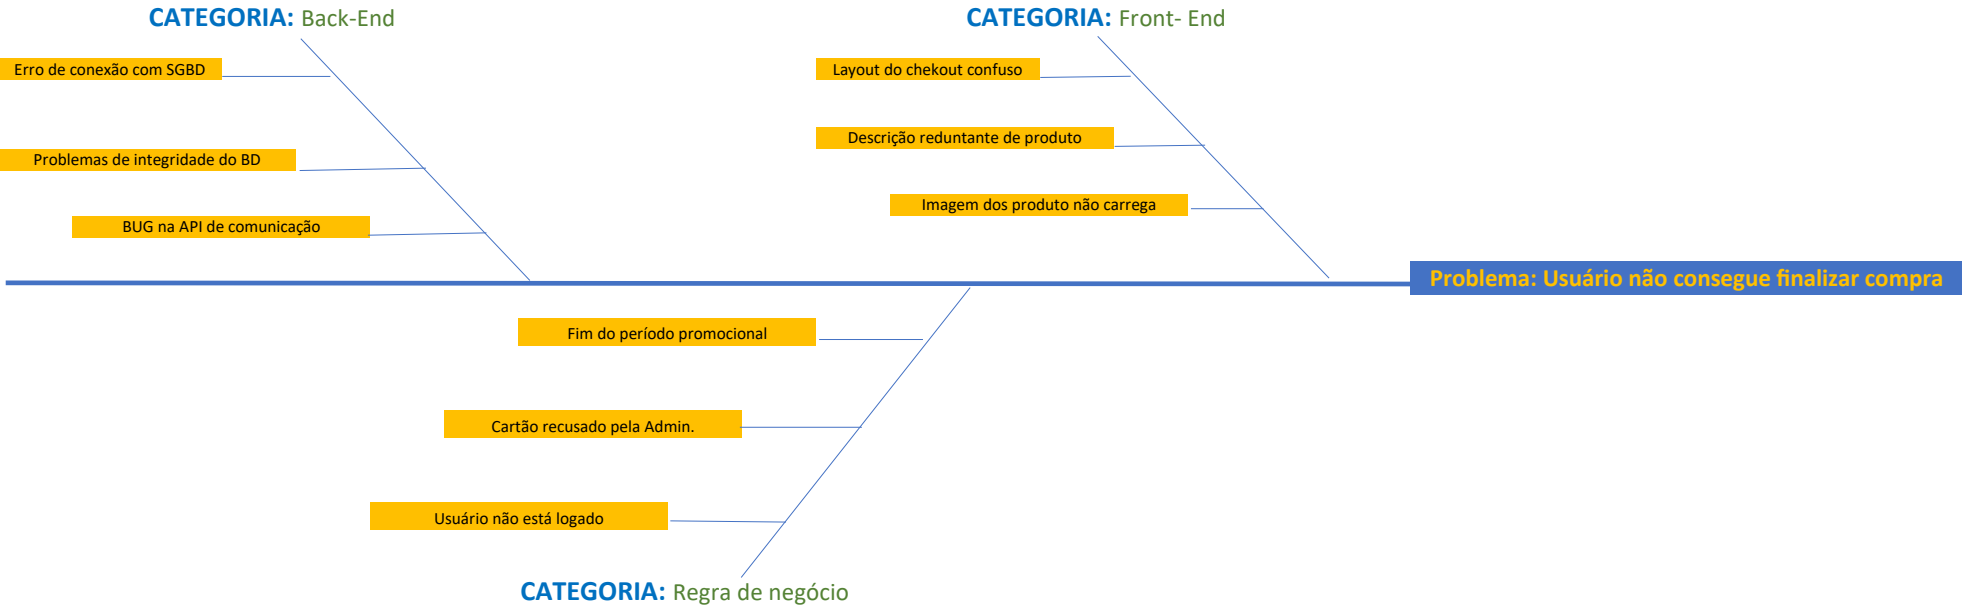 CATEGORIA: Back-End
CATEGORIA: Front- End
Erro de conexão com SGBD
Layout do chekout confuso
Descrição reduntante de produto
Problemas de integridade do BD
Imagem dos produto não carrega
BUG na API de comunicação
Problema: Usuário não consegue finalizar compra
Fim do período promocional
Cartão recusado pela Admin.
Usuário não está logado
CATEGORIA: Regra de negócio